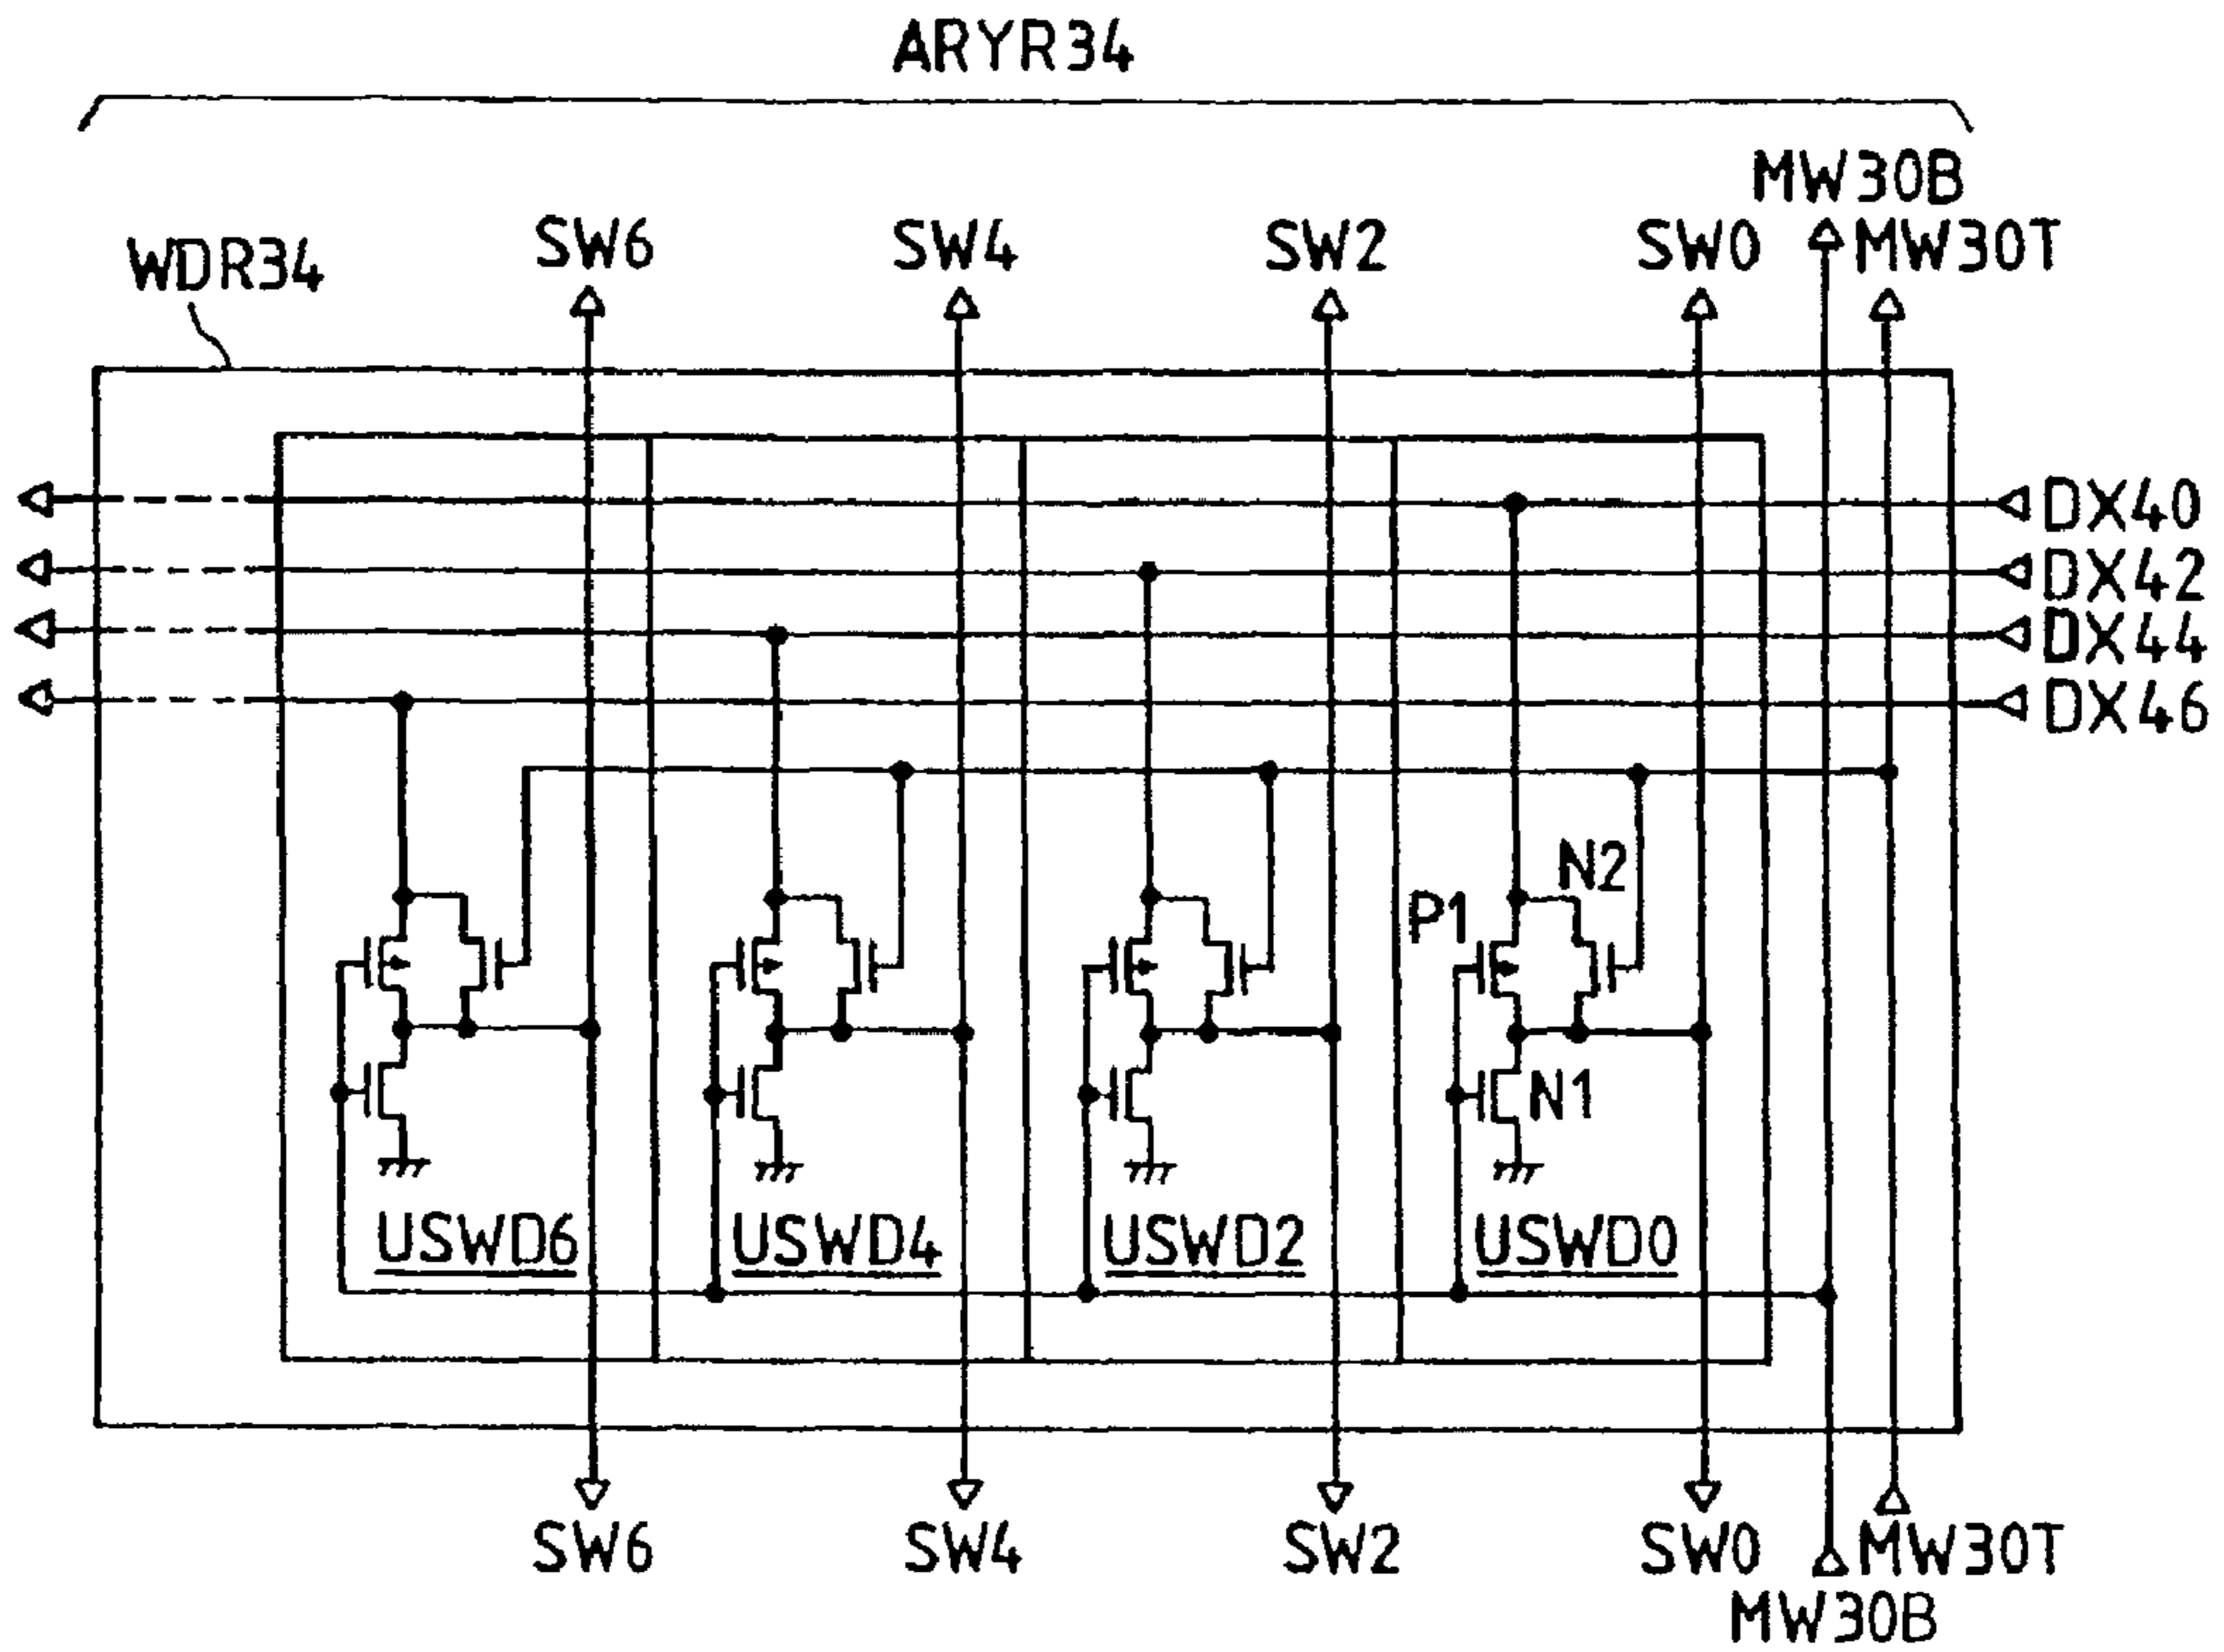 ARYR34
MW30B
WDR34
SW6
SW4
SW2
SW0
MW30T
DX40
DX42
DX44
DX46
N2
P1
N1
USWD6
USWD4
USWD2
USWD0
SW6
SW4
SW2
SW0
MW30T
MW30B